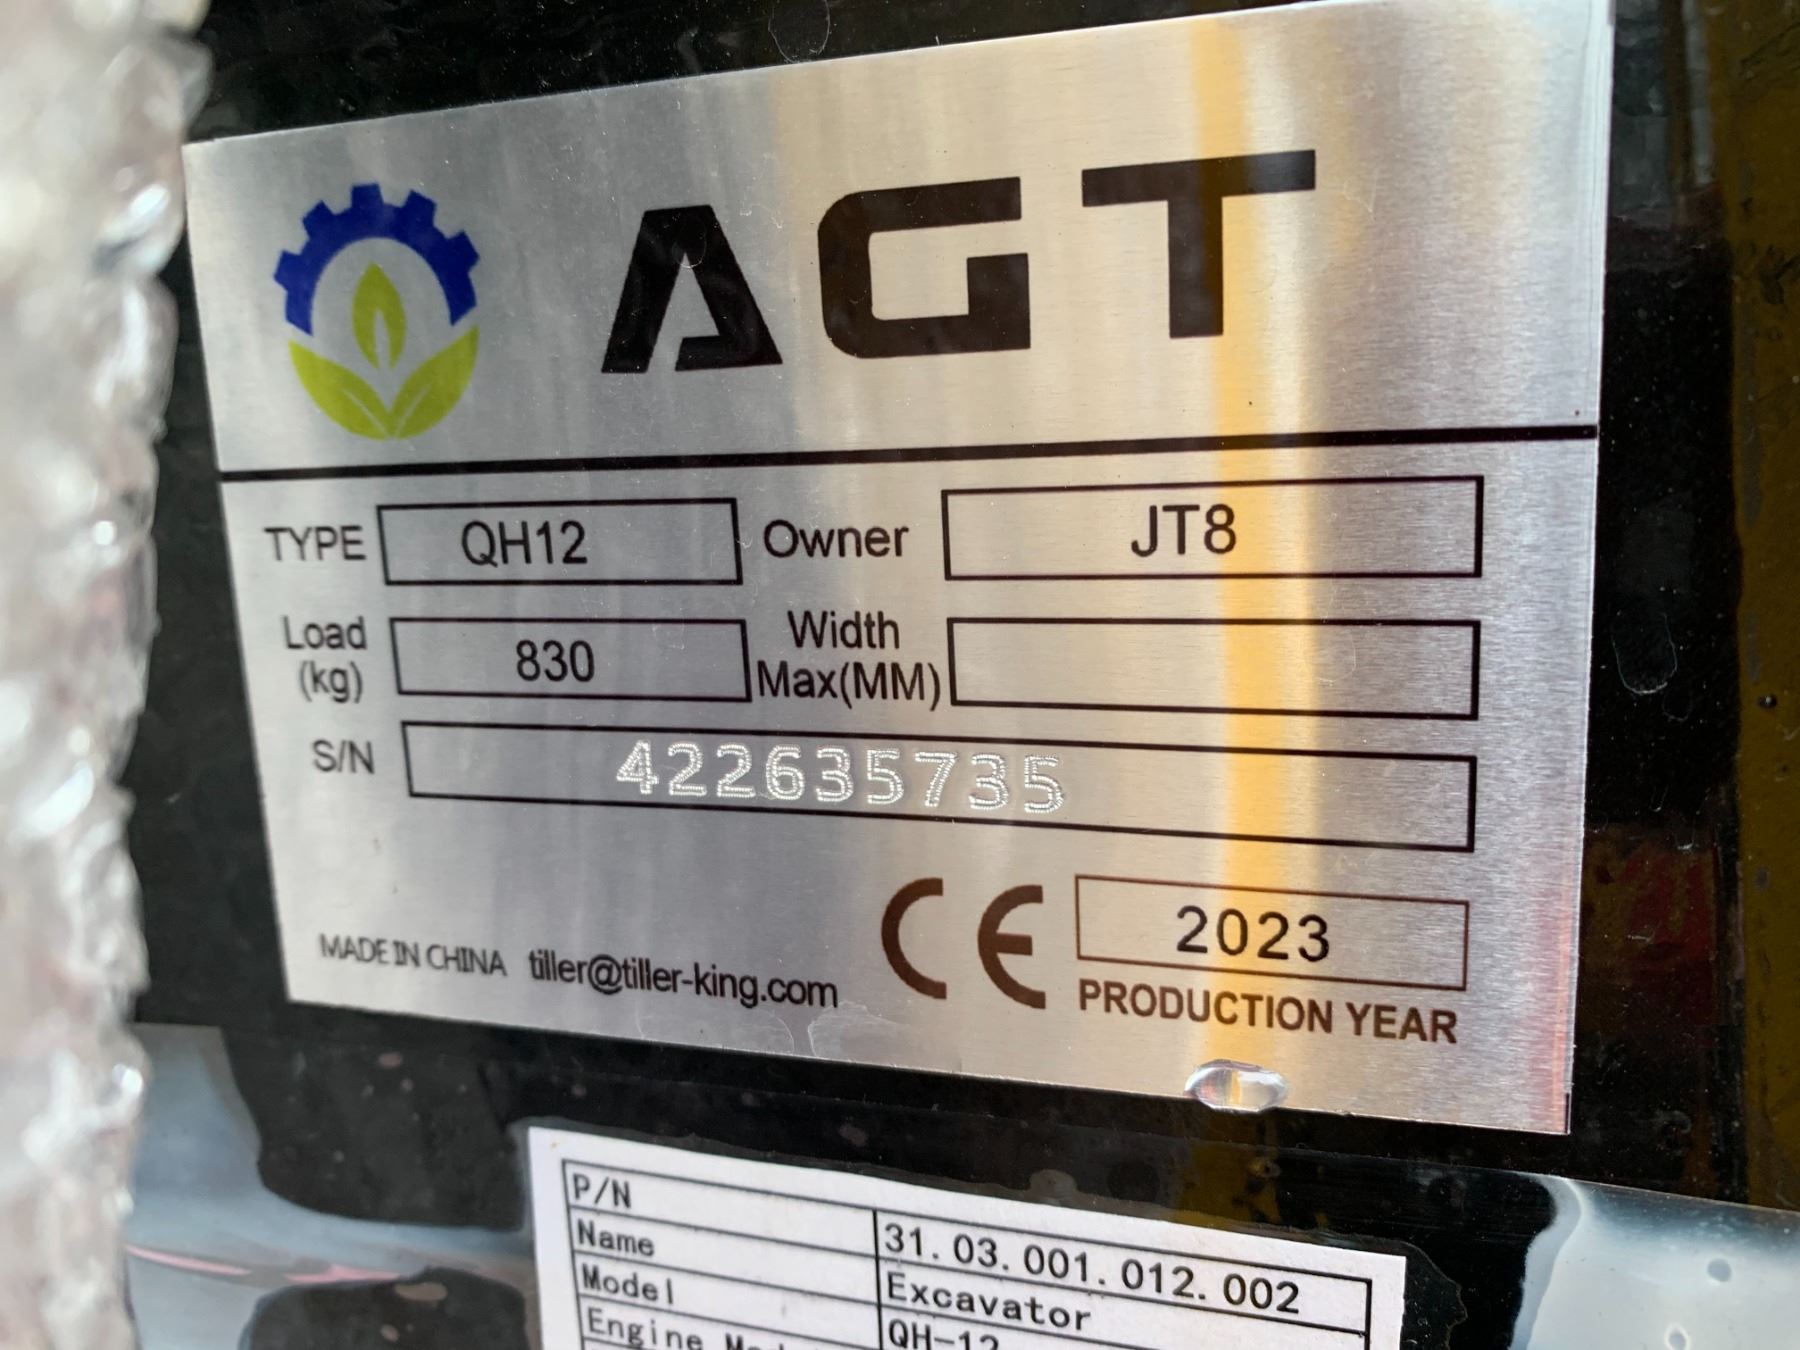 AGT
TYPE QH12 Owner JT8
Load (kg) 830 Width Max(MM)
S/N 422635735
MADE IN CHINA tiller@tiller-king.com CE 2023
PRODUCTION YEAR
P/N 31.03.001.012.002
Name Excavator
Model QH-12
Engine